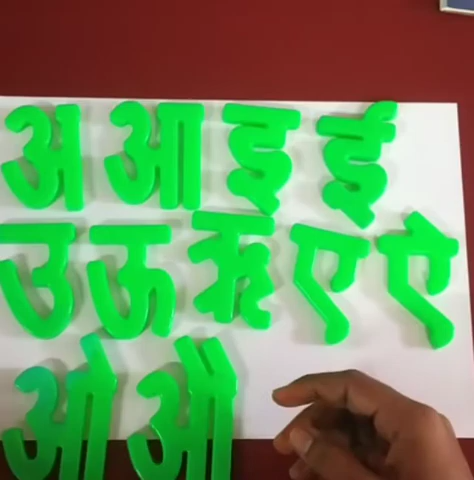 अ आ इ ई
उ ऊ ऋ ए ऐ
ओ औ